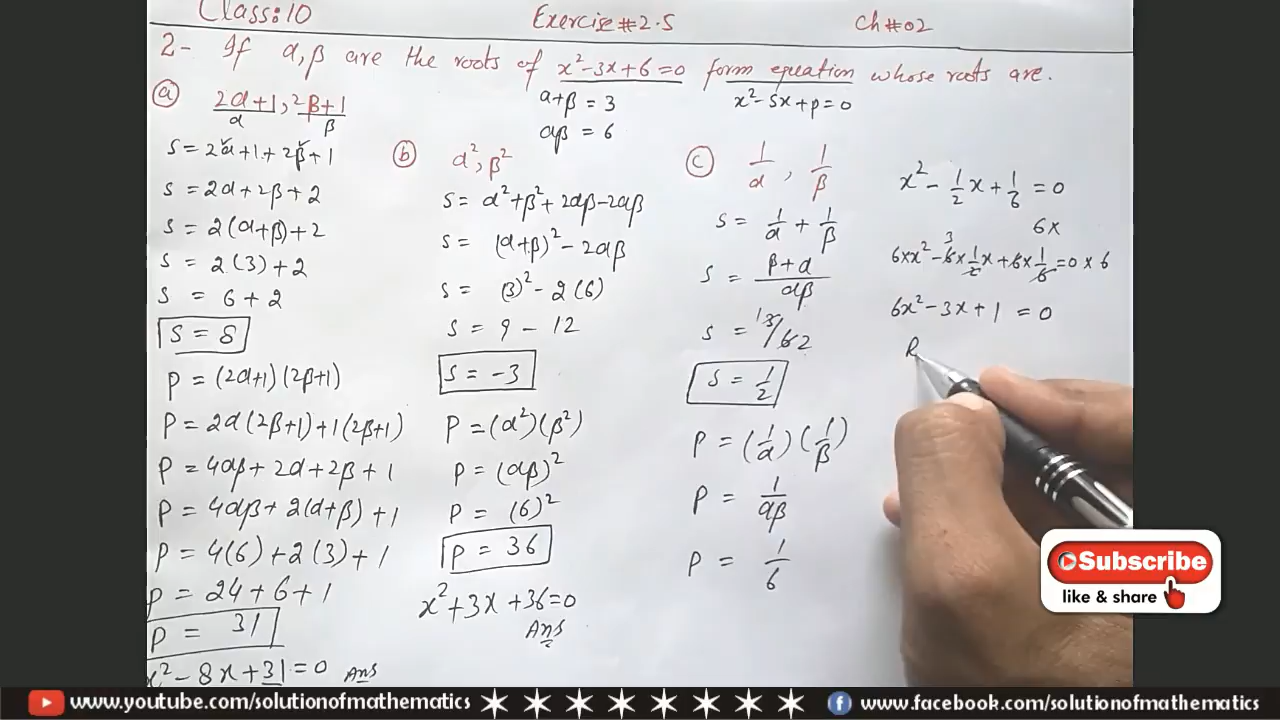 Class:10 Exercise #2.5 Ch#02
2- If α,β are the roots of x²-3x+6=0 form equation whose roots are.
α+β = 3
αβ = 6
x²-Sx+P=0
ⓐ 2α+1, 2β+1
α β
S = 2α+1+2β+1
S = 2α+2β+2
S = 2(α+β)+2
S = 2(3)+2
S = 6+2
S = 8
P = (2α+1)(2β+1)
P = 2α(2β+1)+1(2β+1)
P = 4αβ+2α+2β+1
P = 4αβ+2(α+β)+1
P = 4(6)+2(3)+1
P = 24+6+1
P = 31
x²-8x+31=0 Ans
ⓑ α², β²
S = α²+β²+2αβ-2αβ
S = (α+β)²-2αβ
S = (3)²-2(6)
S = 9-12
S = -3
P = (α²)(β²)
P = (αβ)²
P = (6)²
P = 36
x²+3x+36=0
Ans
ⓒ 1/α, 1/β
S = 1/α + 1/β
S = β+α/αβ
S = 1 3/6 2
S = 1/2
P = (1/α)(1/β)
P = 1/αβ
P = 1/6
x² - 1/2 x + 1/6 = 0
6×
3
6×x² - 6×1/2 x + 6×1/6 = 0×6
6x²-3x+1 = 0
Subscribe
like & share
www.youtube.com/solutionofmathematics
www.facebook.com/solutionofmathematics